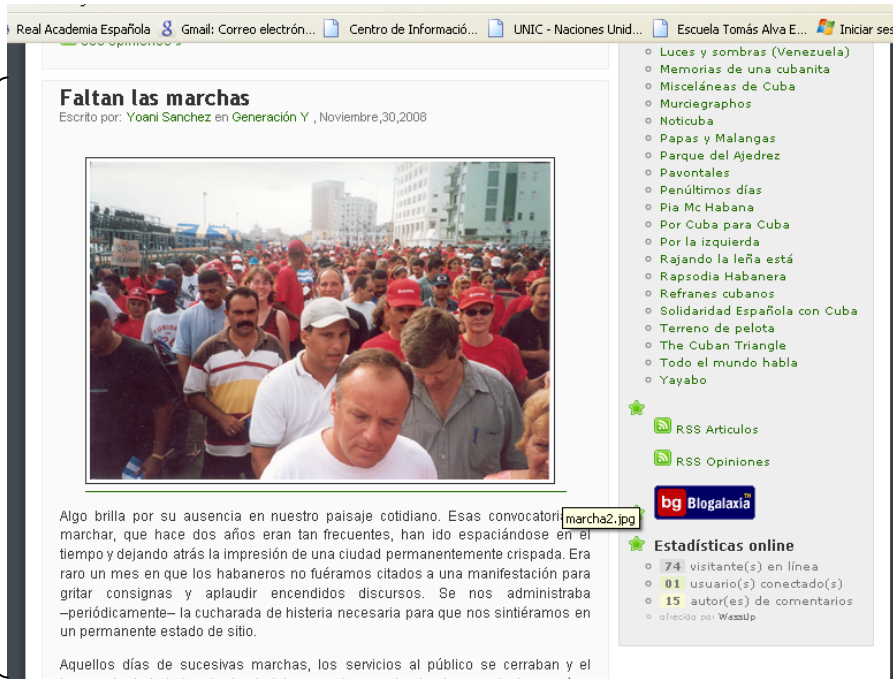 Real Academia Española
Gmail: Correo electrón...
Centro de Informació...
UNIC - Naciones Unid...
Escuela Tomás Alva E...
Iniciar ses
Faltan las marchas
Escrito por: Yoani Sanchez en Generación Y , Noviembre,30,2008
marcha2.jpg
Algo brilla por su ausencia en nuestro paisaje cotidiano. Esas convocatori
marchar, que hace dos años eran tan frecuentes, han ido espaciándose en el
tiempo y dejando atrás la impresión de una ciudad permanentemente crispada. Era
raro un mes en que los habaneros no fuéramos citados a una manifestación para
gritar consignas y aplaudir encendidos discursos. Se nos administraba
–periódicamente– la cucharada de histeria necesaria para que nos sintiéramos en
un permanente estado de sitio.
Aquellos días de sucesivas marchas, los servicios al público se cerraban y el
Luces y sombras (Venezuela)
Memorias de una cubanita
Misceláneas de Cuba
Murciegraphos
Noticuba
Papas y Malangas
Parque del Ajedrez
Pavontales
Penúltimos días
Pia Mc Habana
Por Cuba para Cuba
Por la izquierda
Rajando la leña está
Rapsodia Habanera
Refranes cubanos
Solidaridad Española con Cuba
Terreno de pelota
The Cuban Triangle
Todo el mundo habla
Yayabo
RSS Articulos
RSS Opiniones
bg Blogalaxia
Estadísticas online
74 visitante(s) en línea
01 usuario(s) conectado(s)
15 autor(es) de comentarios
ofrecido por WassUp